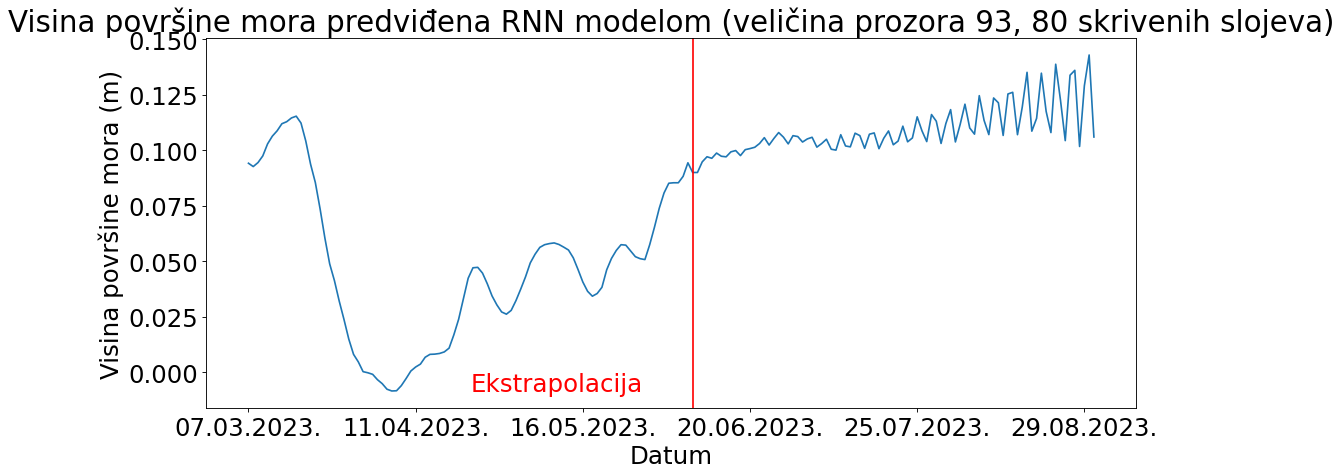 Visina površine mora predviđena RNN modelom (veličina prozora 93, 80 skrivenih slojeva)
Visina površine mora (m)
0.150
0.125
0.100
0.075
0.050
0.025
0.000
Ekstrapolacija
07.03.2023. 11.04.2023. 16.05.2023. 20.06.2023. 25.07.2023. 29.08.2023.
Datum